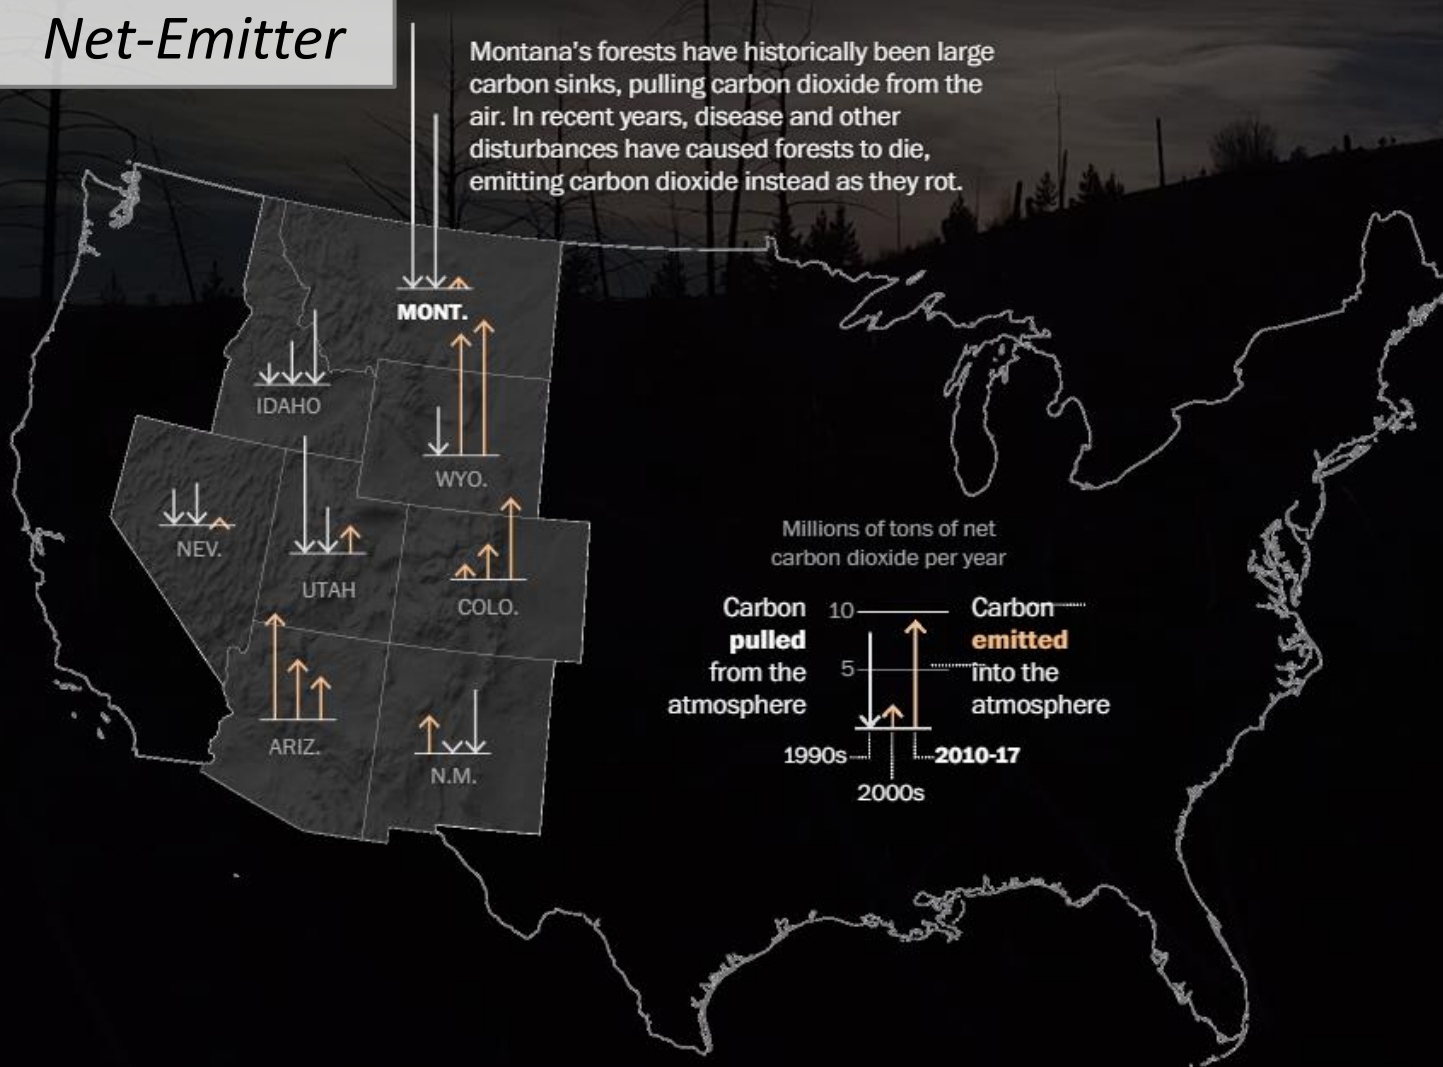 Net-Emitter
Montana's forests have historically been large
carbon sinks, pulling carbon dioxide from the
air. In recent years, disease and other
disturbances have caused forests to die,
emitting carbon dioxide instead as they rot.
MONT.
IDAHO
WYO.
NEV.
UTAH
COLO.
ARIZ.
N.M.
Millions of tons of net
carbon dioxide per year
Carbon
pulled
from the
atmosphere
10
5
Carbon
emitted
into the
atmosphere
1990s
2010-17
2000s